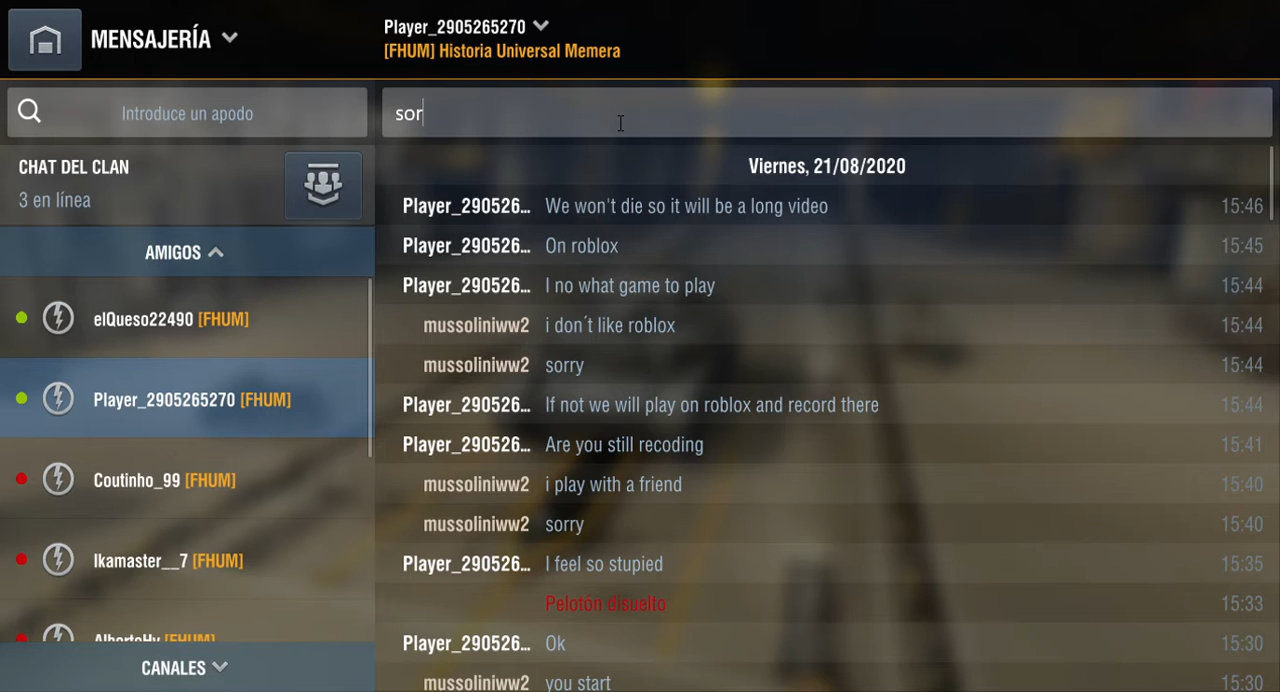 MENSAJERÍA
Player_2905265270
[FHUM] Historia Universal Memera
Introduce un apodo
sor
CHAT DEL CLAN
3 en línea
AMIGOS
elQueso22490 [FHUM]
Player_2905265270 [FHUM]
Coutinho_99 [FHUM]
Ikamaster__7 [FHUM]
AlbertoHy [FHUM]
CANALES
Viernes, 21/08/2020
Player_290526... We won't die so it will be a long video 15:46
Player_290526... On roblox 15:45
Player_290526... I no what game to play 15:44
mussoliniww2 i don´t like roblox 15:44
mussoliniww2 sorry 15:44
Player_290526... If not we will play on roblox and record there 15:44
Player_290526... Are you still recoding 15:41
mussoliniww2 i play with a friend 15:40
mussoliniww2 sorry 15:40
Player_290526... I feel so stupied 15:35
Pelotón disuelto 15:33
Player_290526... Ok 15:30
mussoliniww2 you start 15:30